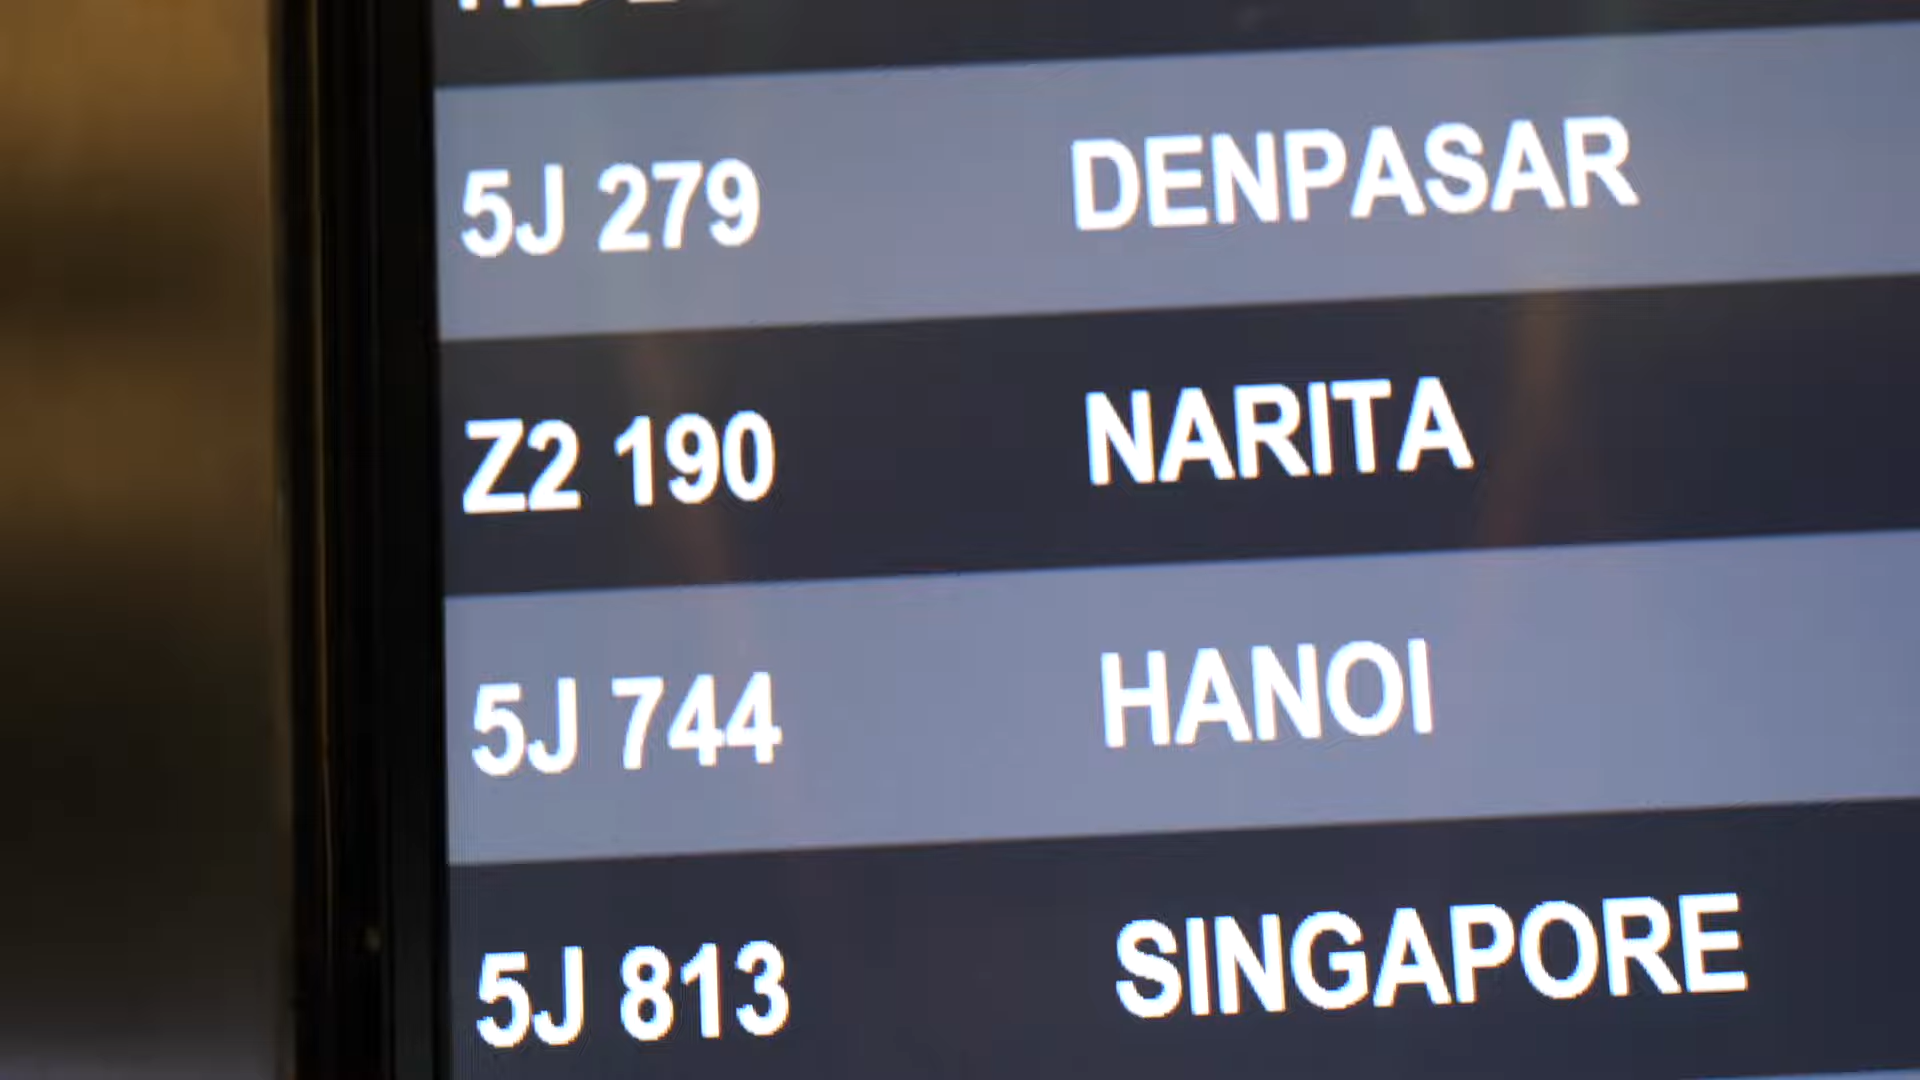 5J 279 DENPASAR
Z2 190 NARITA
5J 744 HANOI
5J 813 SINGAPORE